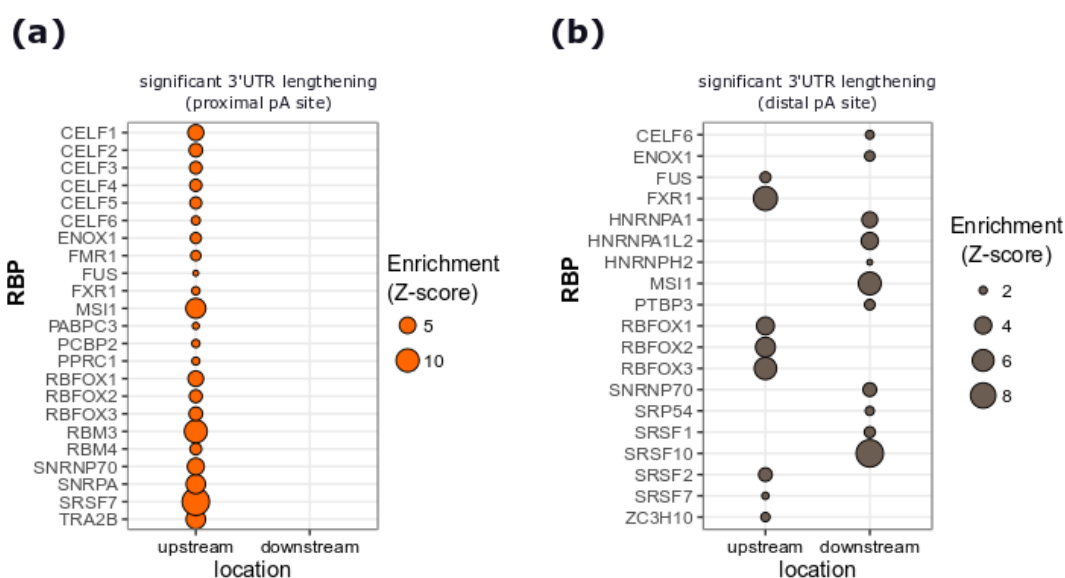 (a)
significant 3'UTR lengthening
(proximal pA site)
RBP
CELF1
CELF2
CELF3
CELF4
CELF5
CELF6
ENOX1
FMR1
FUS
FXR1
MSI1
PABPC3
PCBP2
PPRC1
RBFOX1
RBFOX2
RBFOX3
RBM3
RBM4
SNRNP70
SNRPA
SRSF7
TRA2B
upstream downstream
location
Enrichment
(Z-score)
5
10
(b)
significant 3'UTR lengthening
(distal pA site)
RBP
CELF6
ENOX1
FUS
FXR1
HNRNPA1
HNRNPA1L2
HNRNPH2
MSI1
PTBP3
RBFOX1
RBFOX2
RBFOX3
SNRNP70
SRP54
SRSF1
SRSF10
SRSF2
SRSF7
ZC3H10
upstream downstream
location
Enrichment
(Z-score)
2
4
6
8